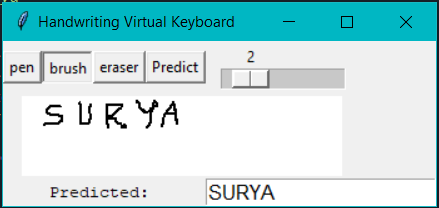 Handwriting Virtual Keyboard
pen brush eraser Predict 2
SURYA
Predicted: SURYA